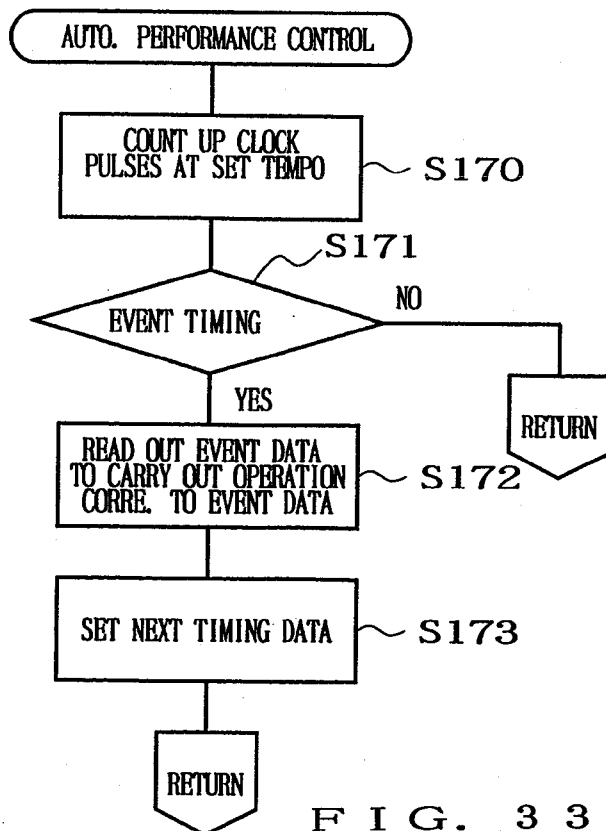 AUTO. PERFORMANCE CONTROL
COUNT UP CLOCK
PULSES AT SET TEMPO
S170
S171
EVENT TIMING
NO
YES
RETURN
READ OUT EVENT DATA
TO CARRY OUT OPERATION
CORRE. TO EVENT DATA
S172
SET NEXT TIMING DATA
S173
RETURN
FIG. 33